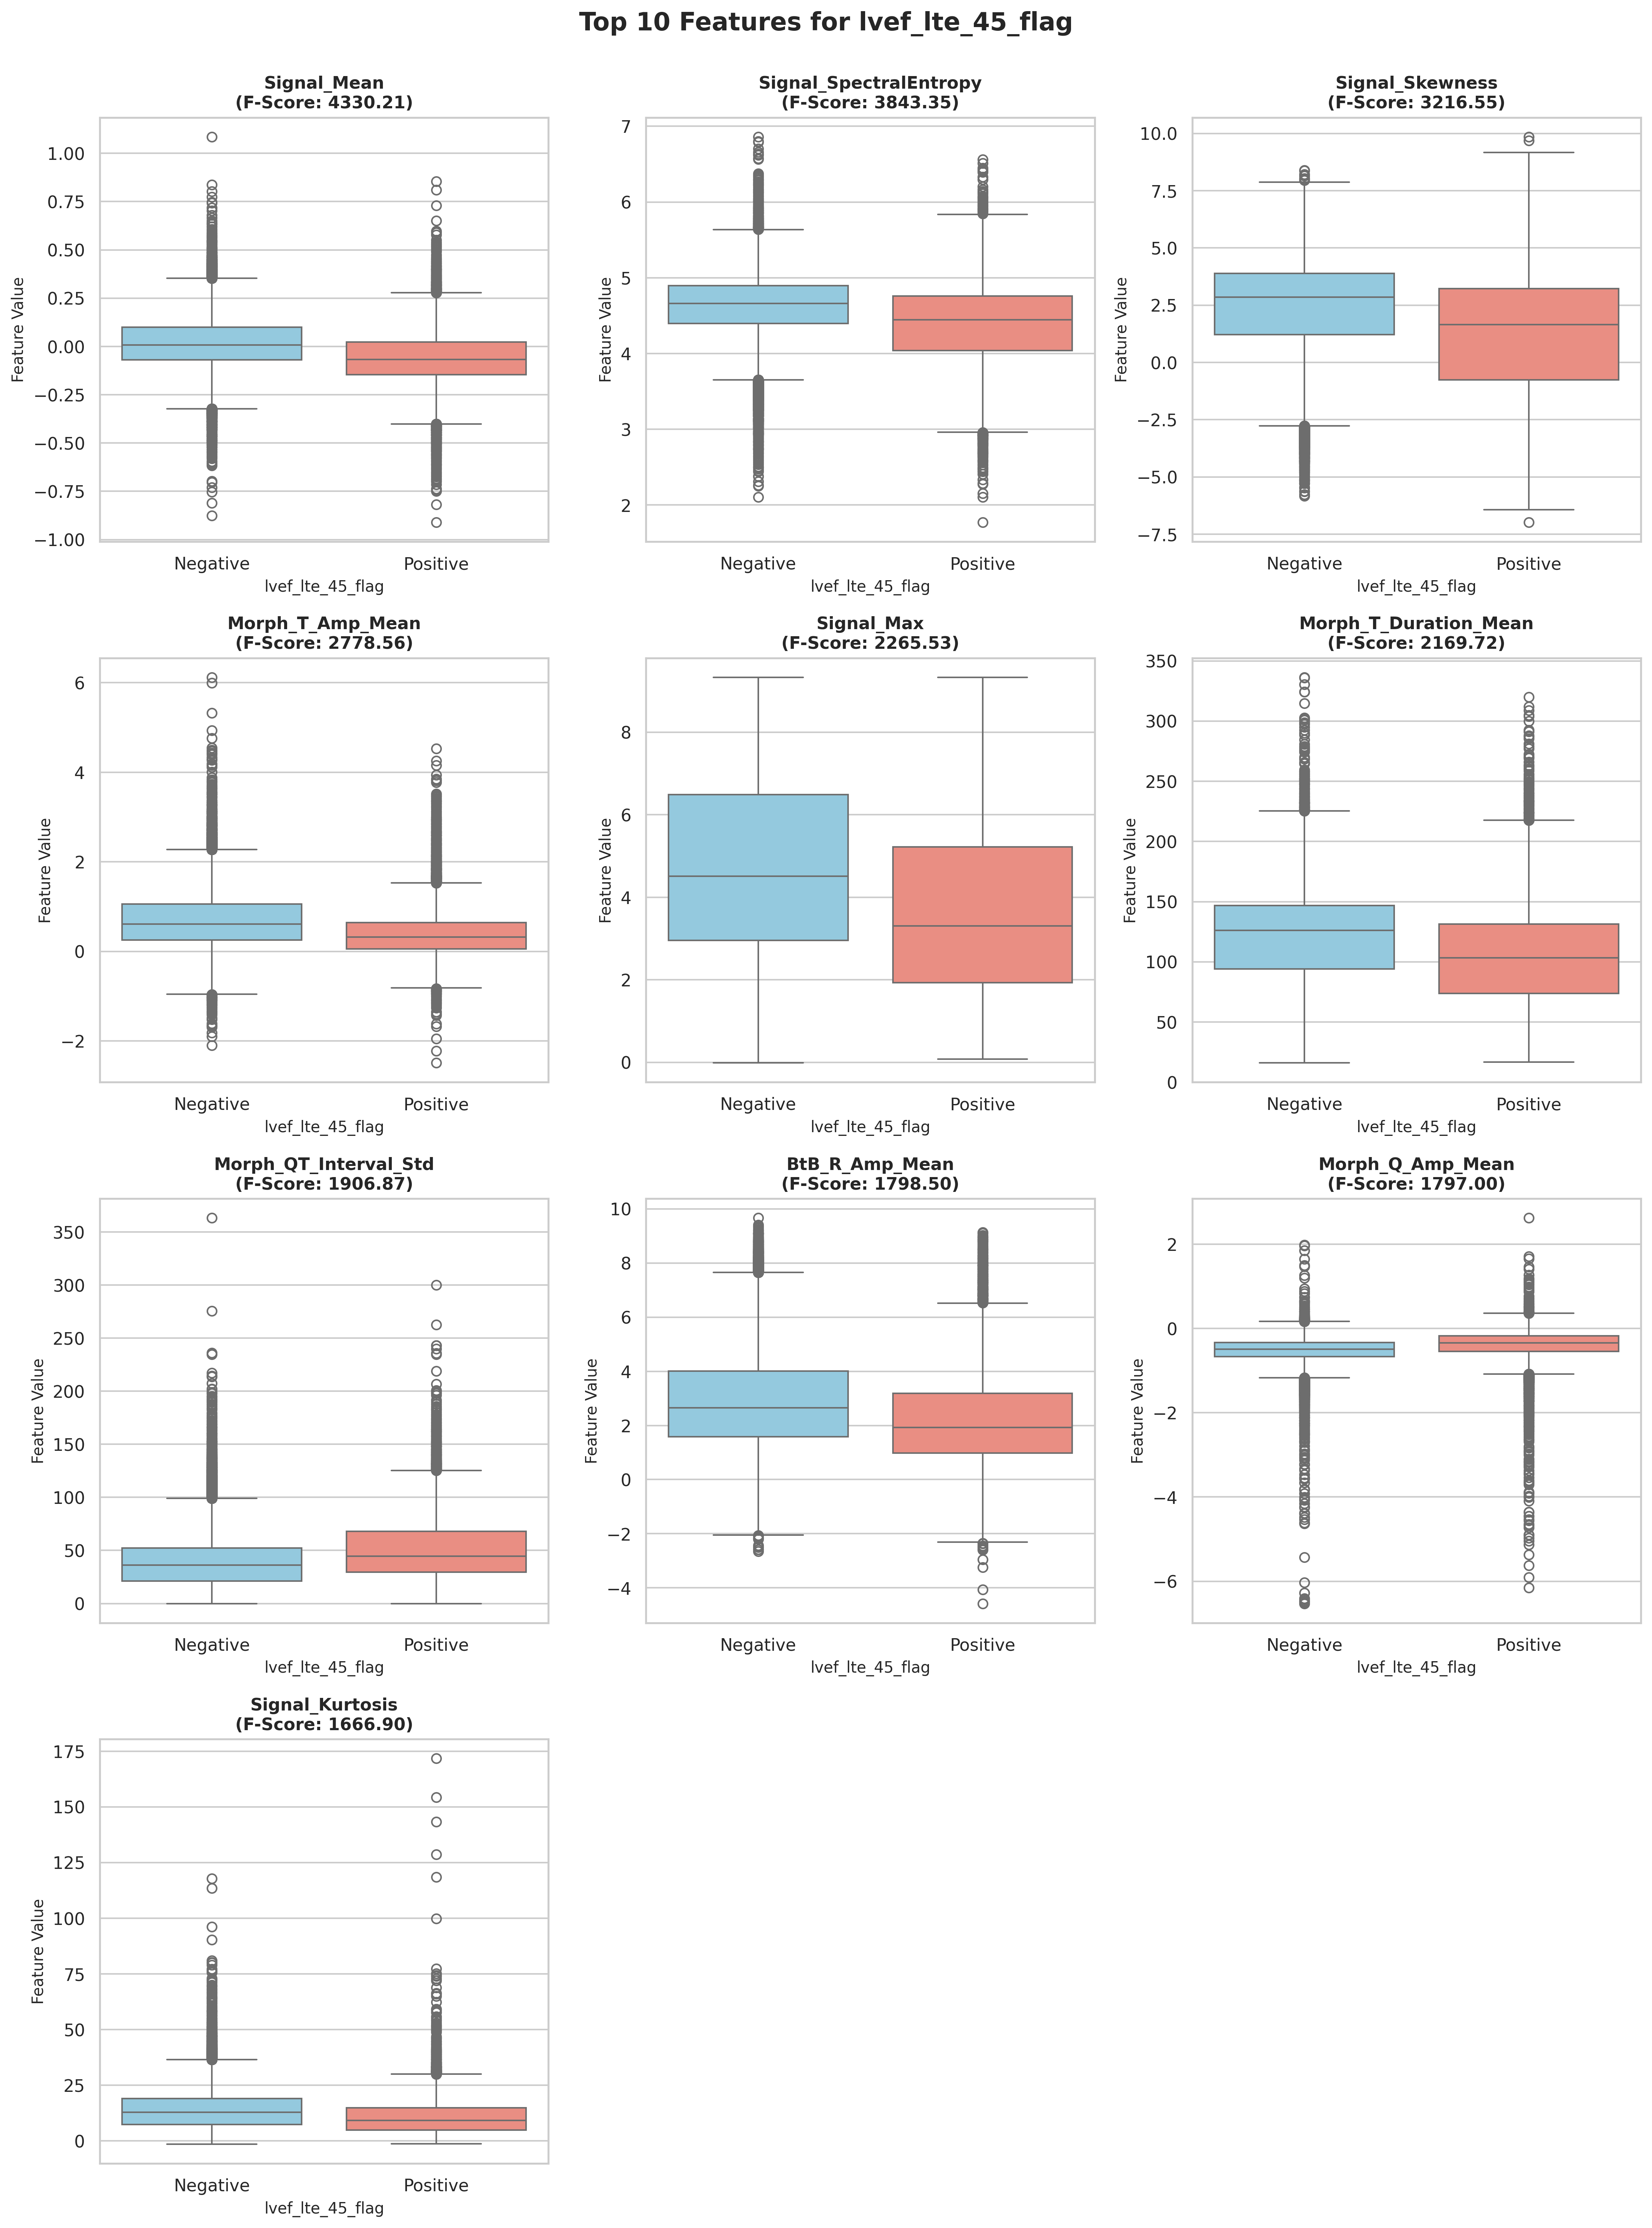 Top 10 Features for lvef_lte_45_flag
Signal_Mean
(F-Score: 4330.21)
Feature Value
1.00
0.75
0.50
0.25
0.00
−0.25
−0.50
−0.75
−1.00
Negative
Positive
lvef_lte_45_flag
Signal_SpectralEntropy
(F-Score: 3843.35)
Feature Value
7
6
5
4
3
2
Negative
Positive
lvef_lte_45_flag
Signal_Skewness
(F-Score: 3216.55)
Feature Value
10.0
7.5
5.0
2.5
0.0
−2.5
−5.0
−7.5
Negative
Positive
lvef_lte_45_flag
Morph_T_Amp_Mean
(F-Score: 2778.56)
Feature Value
6
4
2
0
−2
Negative
Positive
lvef_lte_45_flag
Signal_Max
(F-Score: 2265.53)
Feature Value
8
6
4
2
0
Negative
Positive
lvef_lte_45_flag
Morph_T_Duration_Mean
(F-Score: 2169.72)
Feature Value
350
300
250
200
150
100
50
0
Negative
Positive
lvef_lte_45_flag
Morph_QT_Interval_Std
(F-Score: 1906.87)
Feature Value
350
300
250
200
150
100
50
0
Negative
Positive
lvef_lte_45_flag
BtB_R_Amp_Mean
(F-Score: 1798.50)
Feature Value
10
8
6
4
2
0
−2
−4
Negative
Positive
lvef_lte_45_flag
Morph_Q_Amp_Mean
(F-Score: 1797.00)
Feature Value
2
0
−2
−4
−6
Negative
Positive
lvef_lte_45_flag
Signal_Kurtosis
(F-Score: 1666.90)
Feature Value
175
150
125
100
75
50
25
0
Negative
Positive
lvef_lte_45_flag